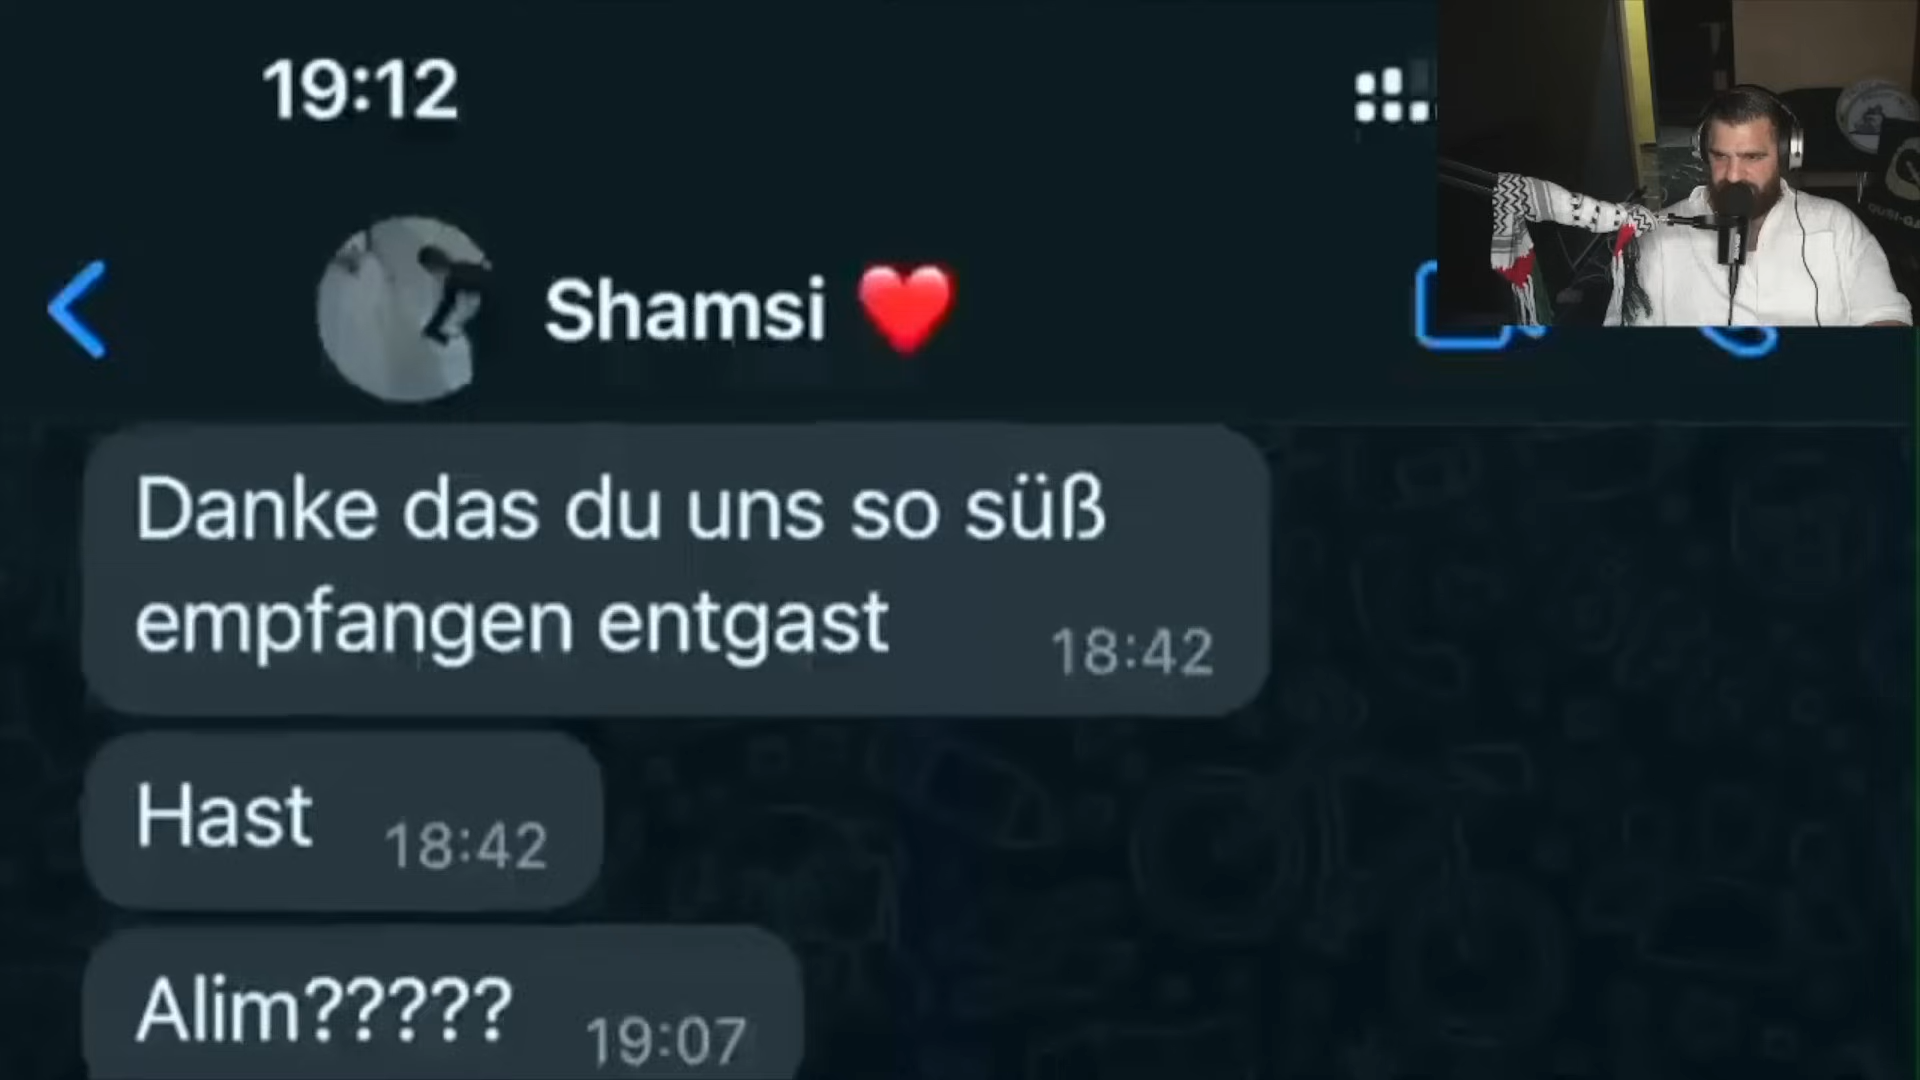 19:12
Shamsi ❤️
Danke das du uns so süß
empfangen entgast
18:42
Hast
18:42
Alim?????
19:07